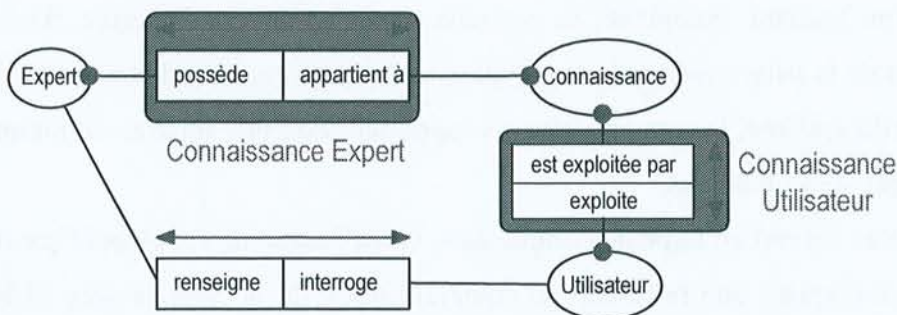 Expert
possède
appartient à
Connaissance
Connaissance Expert
est exploitée par
exploite
Connaissance
Utilisateur
renseigne
interroge
Utilisateur